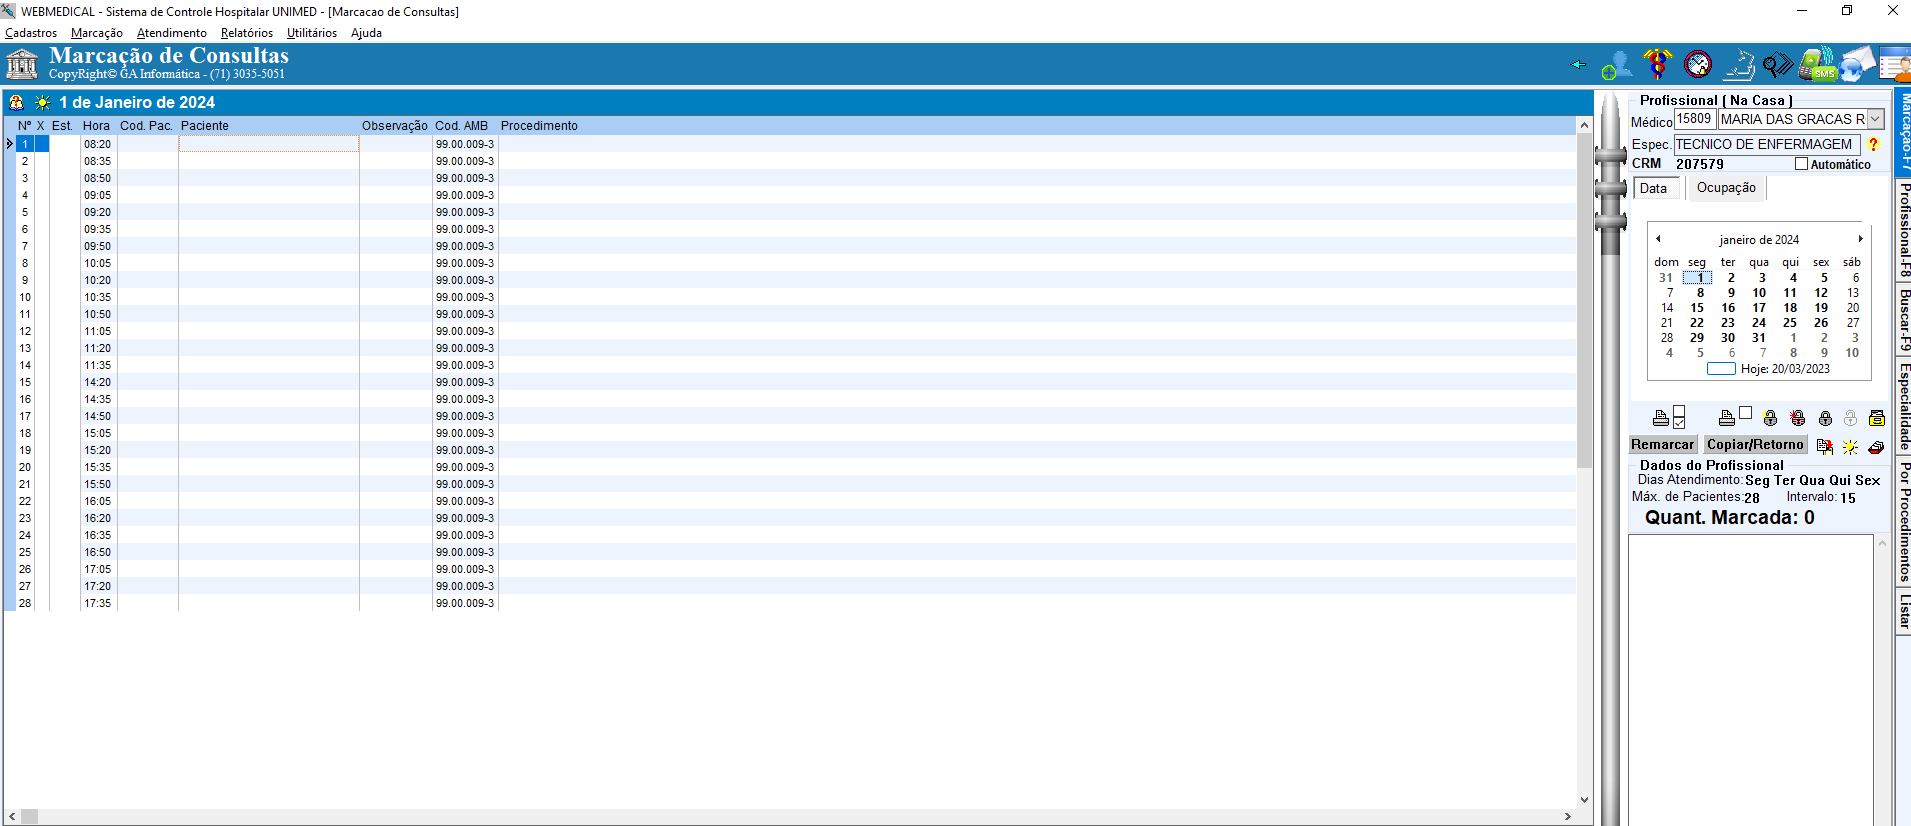 WEBMEDICAL - Sistema de Controle Hospitalar UNIMED - [Marcacao de Consultas]
Cadastros Marcação Atendimento Relatórios Utilitários Ajuda
Marcação de Consultas
CopyRight© GA Informática - (71) 3035-5051
SMS
1 de Janeiro de 2024
Nº X Est. Hora Cod. Pac. Paciente Observação Cod. AMB Procedimento
1 08:20 99.00.009-3
2 08:35 99.00.009-3
3 08:50 99.00.009-3
4 09:05 99.00.009-3
5 09:20 99.00.009-3
6 09:35 99.00.009-3
7 09:50 99.00.009-3
8 10:05 99.00.009-3
9 10:20 99.00.009-3
10 10:35 99.00.009-3
11 10:50 99.00.009-3
12 11:05 99.00.009-3
13 11:20 99.00.009-3
14 11:35 99.00.009-3
15 14:20 99.00.009-3
16 14:35 99.00.009-3
17 14:50 99.00.009-3
18 15:05 99.00.009-3
19 15:20 99.00.009-3
20 15:35 99.00.009-3
21 15:50 99.00.009-3
22 16:05 99.00.009-3
23 16:20 99.00.009-3
24 16:35 99.00.009-3
25 16:50 99.00.009-3
26 17:05 99.00.009-3
27 17:20 99.00.009-3
28 17:35 99.00.009-3
Profissional ( Na Casa )
Médico 15809 MARIA DAS GRACAS R
Espec. TECNICO DE ENFERMAGEM
CRM 207579 Automático
Data Ocupação
janeiro de 2024
dom seg ter qua qui sex sáb
31 1 2 3 4 5 6
7 8 9 10 11 12 13
14 15 16 17 18 19 20
21 22 23 24 25 26 27
28 29 30 31 1 2 3
4 5 6 7 8 9 10
Hoje: 20/03/2023
Remarcar Copiar/Retorno
Dados do Profissional
Dias Atendimento: Seg Ter Qua Qui Sex
Máx. de Pacientes: 28 Intervalo: 15
Quant. Marcada: 0
Marcação-F7
Profissional-F8
Buscar-F9
Especialidade
Por Procedimentos
Listar